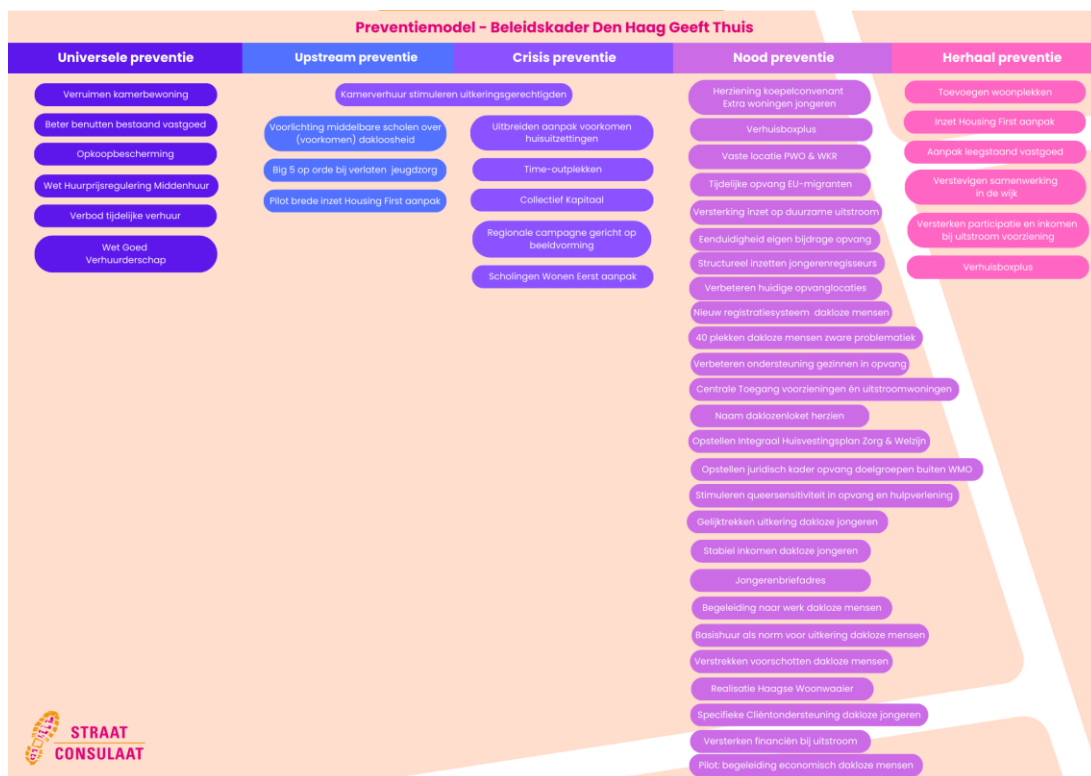 Preventiemodel - Beleidskader Den Haag Geeft Thuis
Universele preventie
Upstream preventie
Crisis preventie
Nood preventie
Herhaal preventie
Verruimen kamerbewoning
Beter benutten bestaand vastgoed
Opkoopbescherming
Wet Huurprijsregulering Middenhuur
Verbod tijdelijke verhuur
Wet Goed
Verhuurderschap
Kamerverhuur stimuleren uitkeringsgerechtigden
Voorlichting middelbare scholen over
(voorkomen) dakloosheid
Big 5 op orde bij verlaten jeugdzorg
Pilot brede inzet Housing First aanpak
Uitbreiden aanpak voorkomen
huisuitzettingen
Time-outplekken
Collectief Kapitaal
Regionale campagne gericht op
beeldvorming
Scholingen Wonen Eerst aanpak
Herziening koepelconvenant
Extra woningen jongeren
Verhuisboxplus
Vaste locatie PWO & WKR
Tijdelijke opvang EU-migranten
Versterking inzet op duurzame uitstroom
Eenduidigheid eigen bijdrage opvang
Structureel inzetten jongerenregisseurs
Verbeteren huidige opvanglocaties
Nieuw registratiesysteem dakloze mensen
40 plekken dakloze mensen zware problematiek
Verbeteren ondersteuning gezinnen in opvang
Centrale Toegang voorzieningen én uitstroomwoningen
Naam daklozenloket herzien
Opstellen Integraal Huisvestingsplan Zorg & Welzijn
Opstellen juridisch kader opvang doelgroepen buiten WMO
Stimuleren queersensitiviteit in opvang en hulpverlening
Gelijktrekken uitkering dakloze jongeren
Stabiel inkomen dakloze jongeren
Jongerenbriefadres
Begeleiding naar werk dakloze mensen
Basishuur als norm voor uitkering dakloze mensen
Verstrekken voorschotten dakloze mensen
Realisatie Haagse Woonwaaier
Specifieke Cliëntondersteuning dakloze jongeren
Versterken financiën bij uitstroom
Pilot: begeleiding economisch dakloze mensen
Toevoegen woonplekken
Inzet Housing First aanpak
Aanpak leegstaand vastgoed
Verstevigen samenwerking
in de wijk
Versterken participatie en inkomen
bij uitstroom voorziening
Verhuisboxplus
STRAAT
CONSULAAT